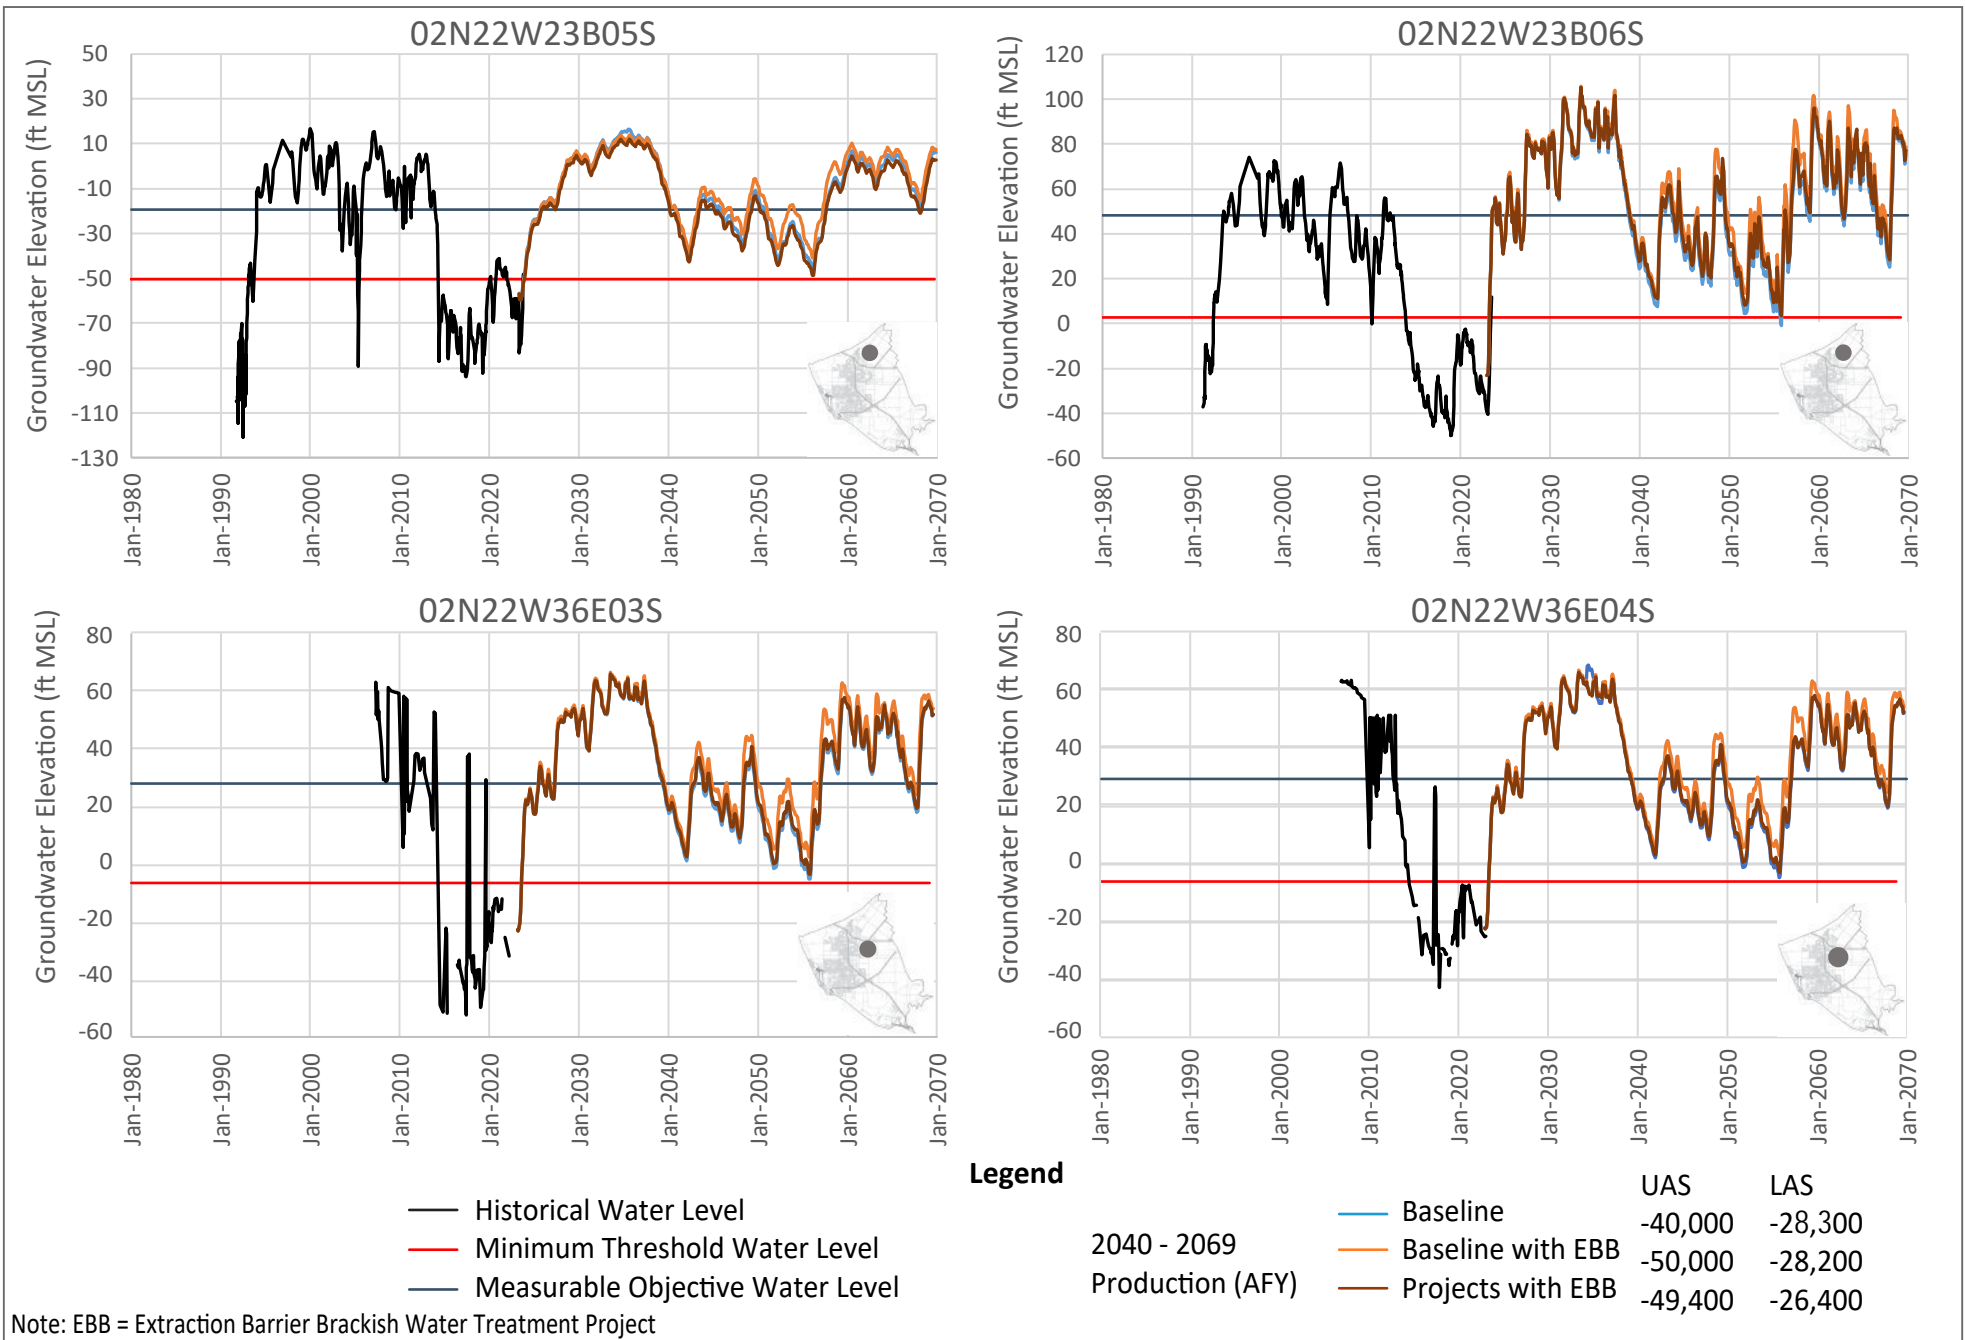 02N22W23B05S
Groundwater Elevation (ft MSL)
50
30
10
-10
-30
-50
-70
-90
-110
-130
Jan-1980
Jan-1990
Jan-2000
Jan-2010
Jan-2020
Jan-2030
Jan-2040
Jan-2050
Jan-2060
Jan-2070
02N22W23B06S
Groundwater Elevation (ft MSL)
120
100
80
60
40
20
0
-20
-40
-60
Jan-1980
Jan-1990
Jan-2000
Jan-2010
Jan-2020
Jan-2030
Jan-2040
Jan-2050
Jan-2060
Jan-2070
02N22W36E03S
Groundwater Elevation (ft MSL)
80
60
40
20
0
-20
-40
-60
Jan-1980
Jan-1990
Jan-2000
Jan-2010
Jan-2020
Jan-2030
Jan-2040
Jan-2050
Jan-2060
Jan-2070
02N22W36E04S
Groundwater Elevation (ft MSL)
80
60
40
20
0
-20
-40
-60
Jan-1980
Jan-1990
Jan-2000
Jan-2010
Jan-2020
Jan-2030
Jan-2040
Jan-2050
Jan-2060
Jan-2070
Legend
Historical Water Level
Minimum Threshold Water Level
Measurable Objective Water Level
2040 - 2069
Production (AFY)
UAS LAS
Baseline -40,000 -28,300
Baseline with EBB -50,000 -28,200
Projects with EBB -49,400 -26,400
Note: EBB = Extraction Barrier Brackish Water Treatment Project